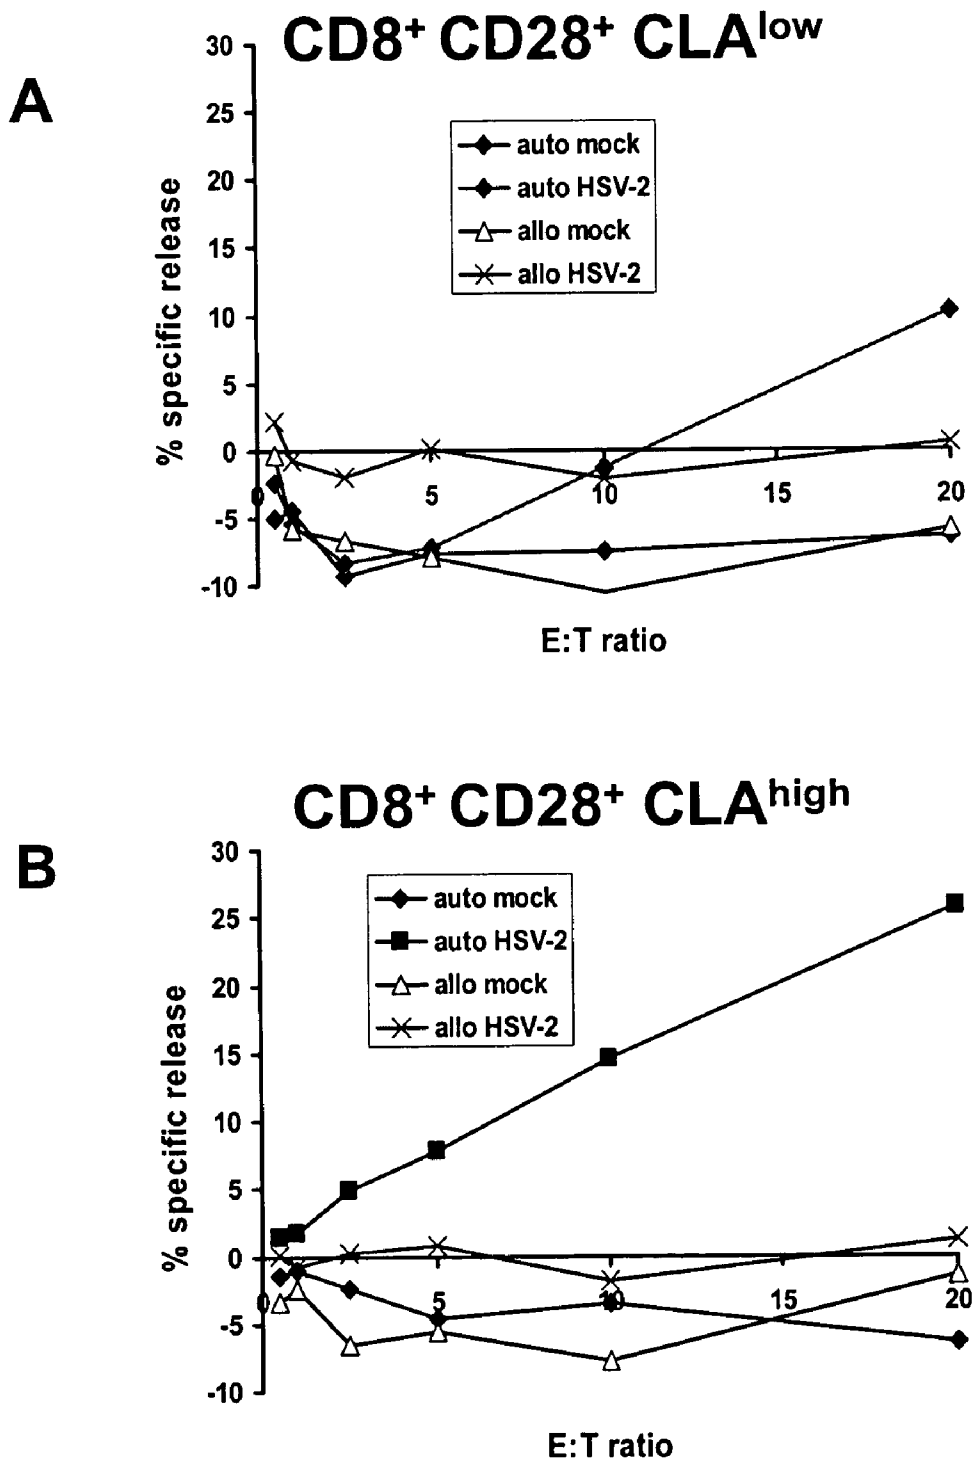 CD8+ CD28+ CLAlow
A
30
25
20
15
10
5
0
-5
-10
% specific release
auto mock
auto HSV-2
allo mock
allo HSV-2
0 5 10 15 20
E:T ratio
CD8+ CD28+ CLAhigh
B
30
25
20
15
10
5
0
-5
-10
% specific release
auto mock
auto HSV-2
allo mock
allo HSV-2
0 5 10 15 20
E:T ratio